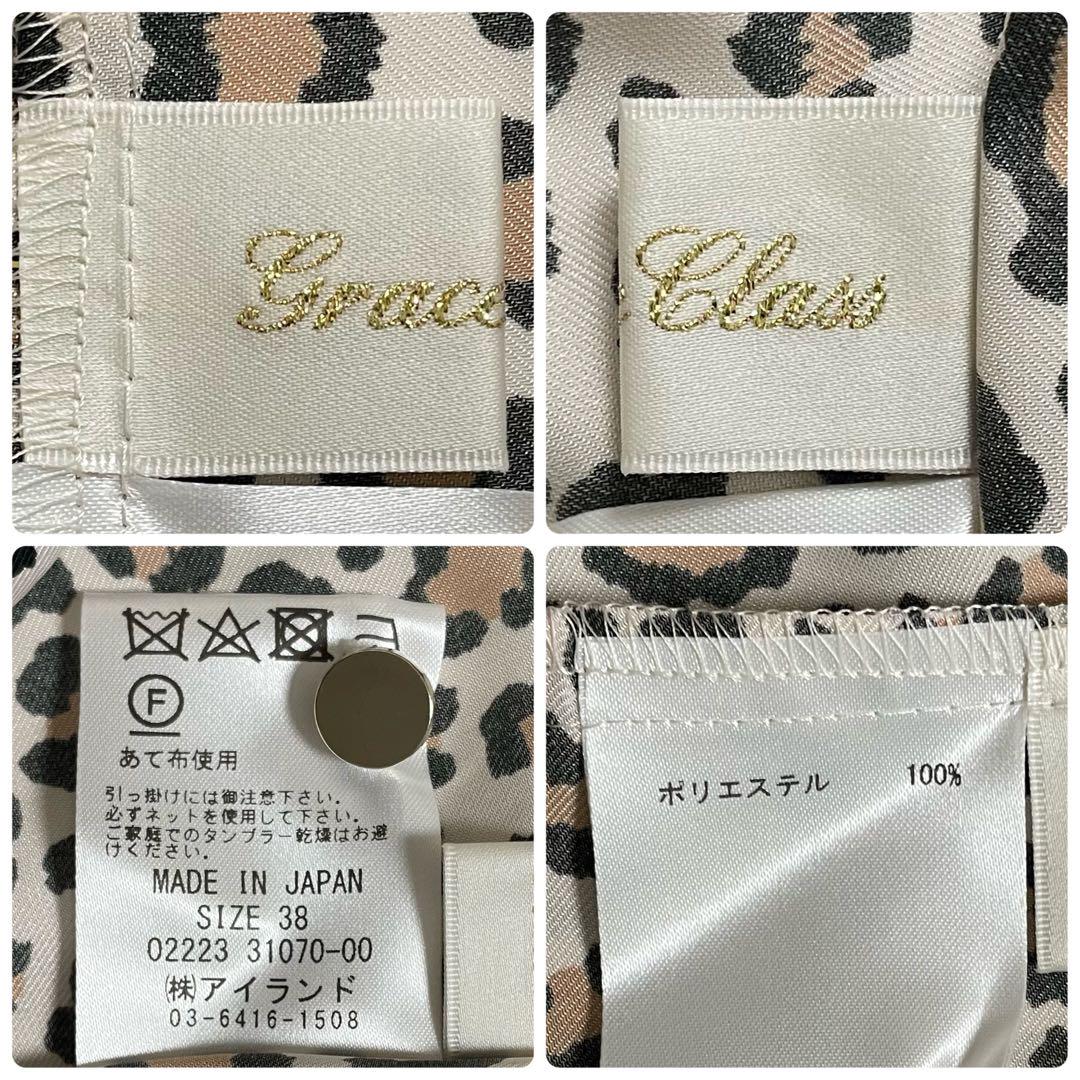 Grace
Class
F
あて布使用
引っ掛けには御注意下さい。
必ずネットを使用して下さい。
ご家庭でのタンブラー乾燥はお避
けください。
MADE IN JAPAN
SIZE 38
02223 31070-00
㈱アイランド
03-6416-1508
ポリエステル 100%